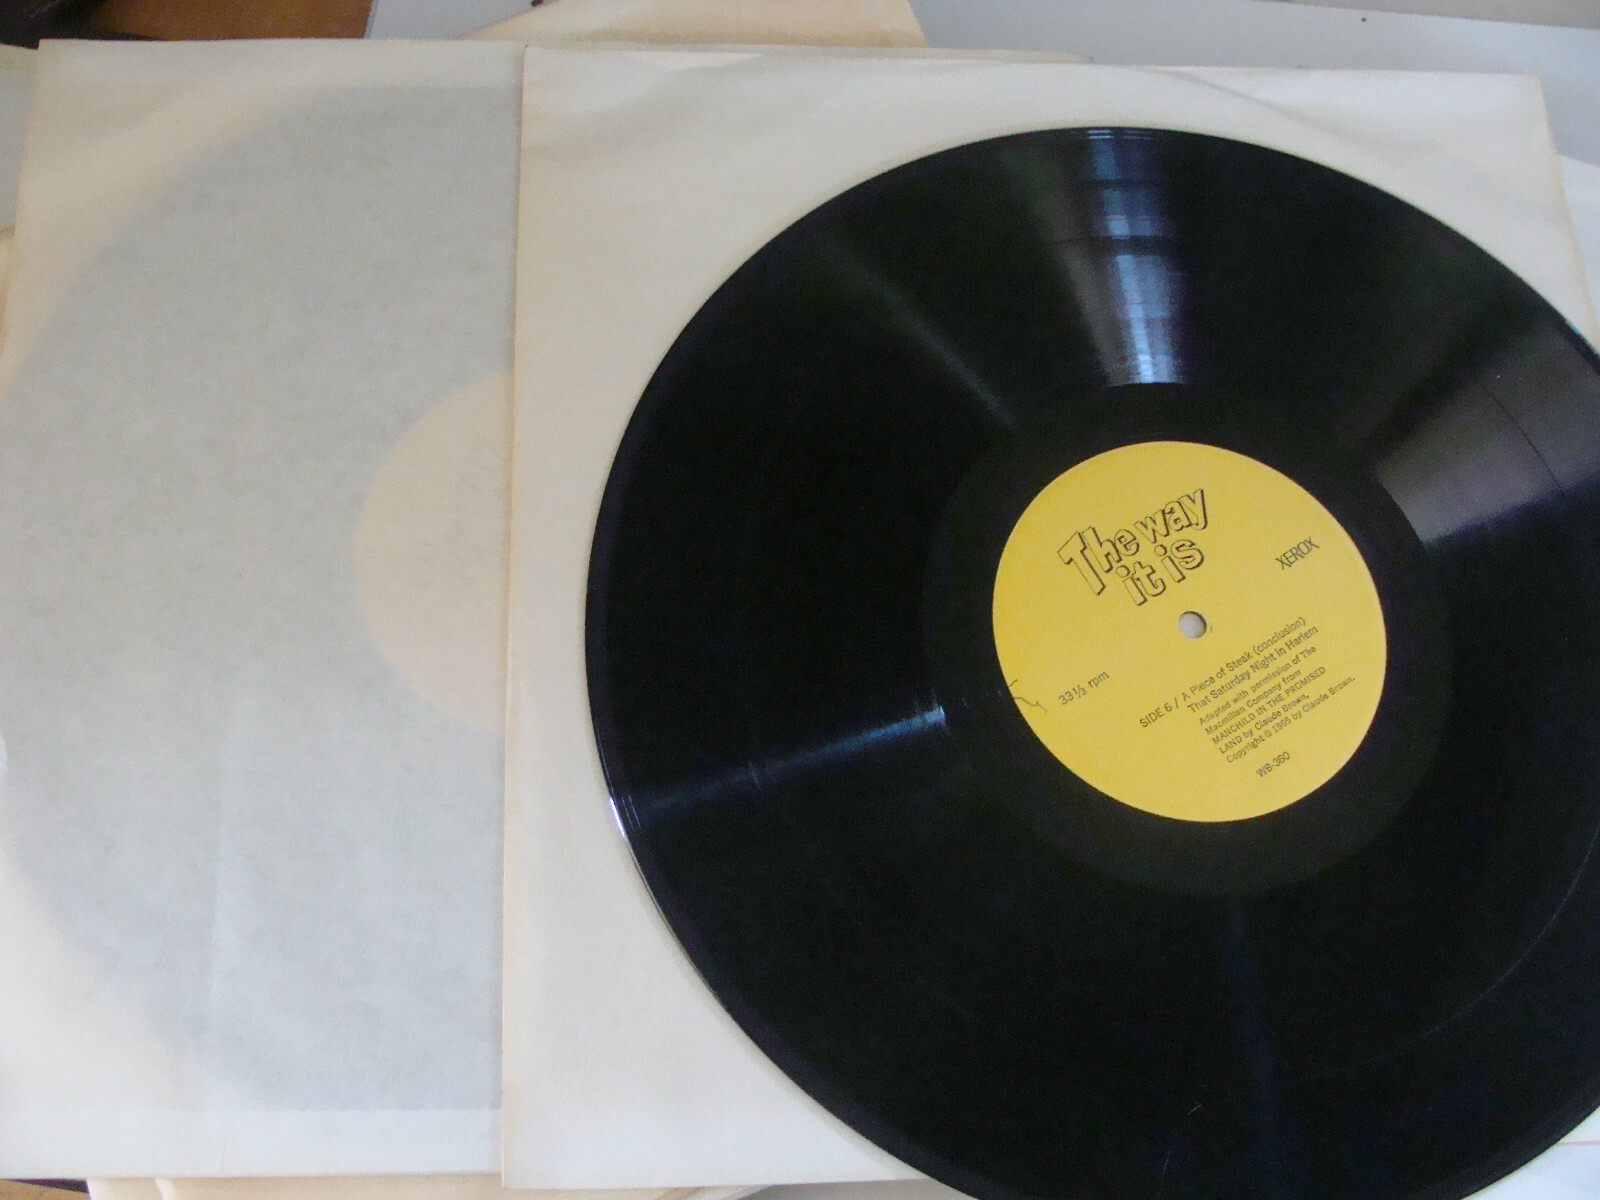 The way
it is
XEROX
33 1/3 rpm
SIDE 6 / A Piece of Steak (conclusion)
That Saturday Night in Harlem
Adapted with permission of The
Macmillan Company from
MANCHILD IN THE PROMISED
LAND by Claude Brown,
Copyright © 1965 by Claude Brown.
WB-360